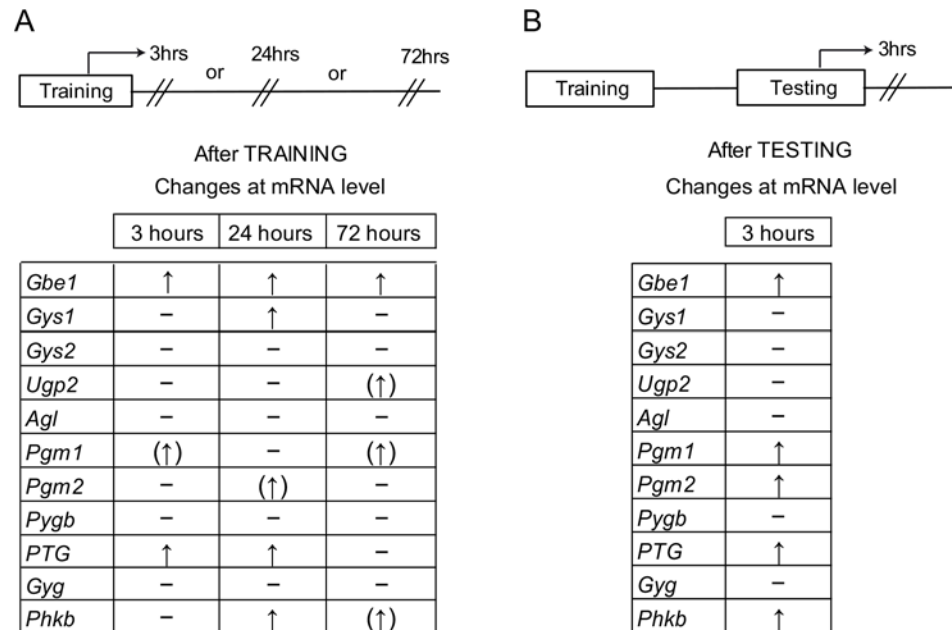 A
3hrs
or
24hrs
or
72hrs
Training
After TRAINING
Changes at mRNA level
3 hours 24 hours 72 hours
Gbe1 ↑ ↑ ↑
Gys1 – ↑ –
Gys2 – – –
Ugp2 – – (↑)
Agl – – –
Pgm1 (↑) – (↑)
Pgm2 – (↑) –
Pygb – – –
PTG ↑ ↑ –
Gyg – – –
Phkb – ↑ (↑)
B
3hrs
Training
Testing
After TESTING
Changes at mRNA level
3 hours
Gbe1 ↑
Gys1 –
Gys2 –
Ugp2 –
Agl –
Pgm1 ↑
Pgm2 ↑
Pygb –
PTG ↑
Gyg –
Phkb ↑